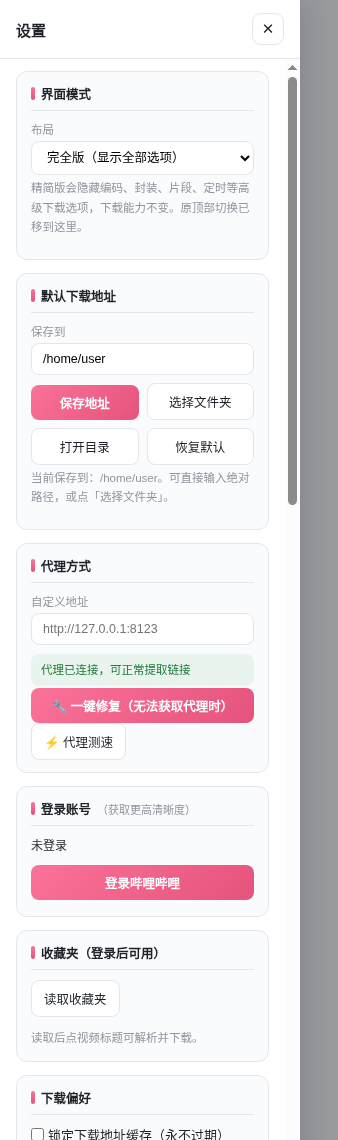 设置
×
界面模式
布局
完全版（显示全部选项）
精简版会隐藏编码、封装、片段、定时等高
级下载选项，下载能力不变。原顶部切换已
移到这里。
默认下载地址
保存到
/home/user
保存地址 选择文件夹
打开目录 恢复默认
当前保存到：/home/user。可直接输入绝对
路径，或点「选择文件夹」。
代理方式
自定义地址
http://127.0.0.1:8123
代理已连接，可正常提取链接
🔧 一键修复（无法获取代理时）
⚡ 代理测速
登录账号 （获取更高清晰度）
未登录
登录哔哩哔哩
收藏夹（登录后可用）
读取收藏夹
读取后点视频标题可解析并下载。
下载偏好
锁定下载地址缓存（永不过期）